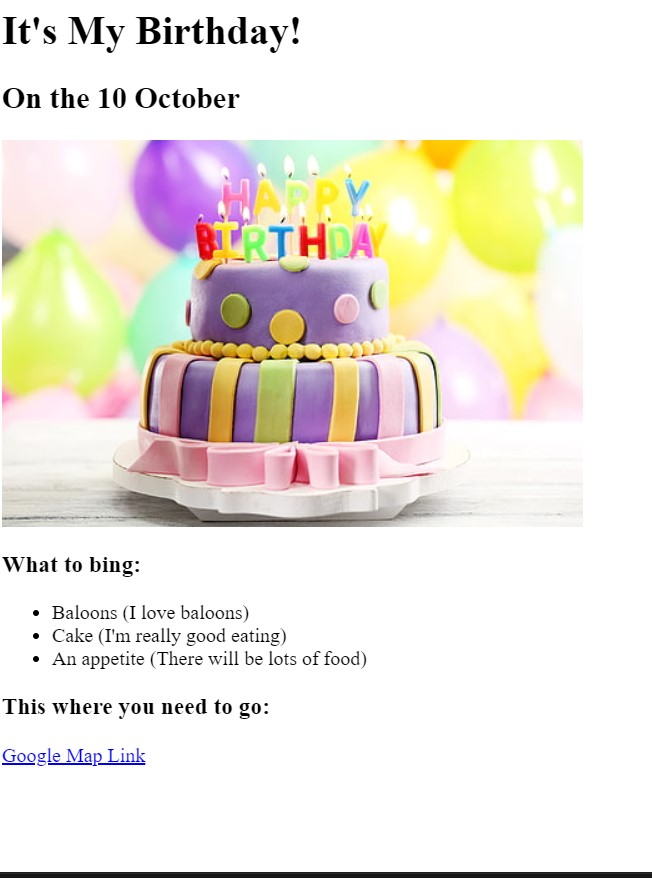 It's My Birthday!
On the 10 October
HAPPY
BIRTHDAY
What to bing:
Baloons (I love baloons)
Cake (I'm really good eating)
An appetite (There will be lots of food)
This where you need to go:
Google Map Link